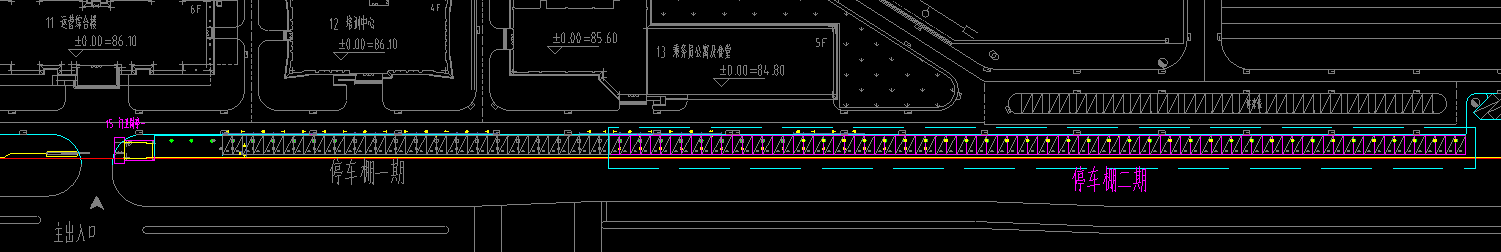 6F
11 运营综合楼
±0.00=86.10
4F
12 培训中心
±0.00=86.10
±0.00=85.60
13 乘务员公寓及食堂
5F
±0.00=84.80
停车棚一期
停车棚二期
主出入口